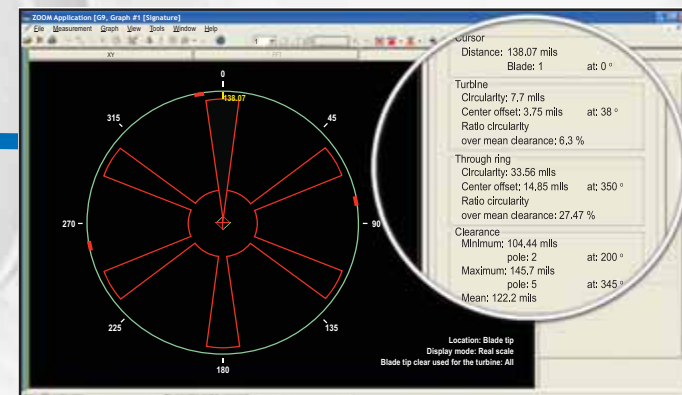 ZOOM Application [G9, Graph #1 [Signature]
File Measurement Graph View Tools Window Help
1
XY
FFT
0
138.07
45
90
135
180
225
270
315
Location: Blade tip
Display mode: Real scale
Blade tip clear used for the turbine: All
Cursor
Distance: 138.07 mils
Blade: 1 at: 0 °
Turbine
Circularity: 7,7 mils
Center offset: 3.75 mils at: 38 °
Ratio circularity
over mean clearance: 6,3 %
Through ring
Circularity: 33.56 mils
Center offset: 14,85 mils at: 350 °
Ratio circularity
over mean clearance: 27.47 %
Clearance
Minimum: 104,44 mils
pole: 2 at: 200 °
Maximum: 145,7 mils
pole: 5 at: 345 °
Mean: 122.2 mils